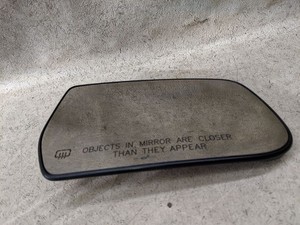 OBJECTS IN MIRROR ARE CLOSER
THAN THEY APPEAR